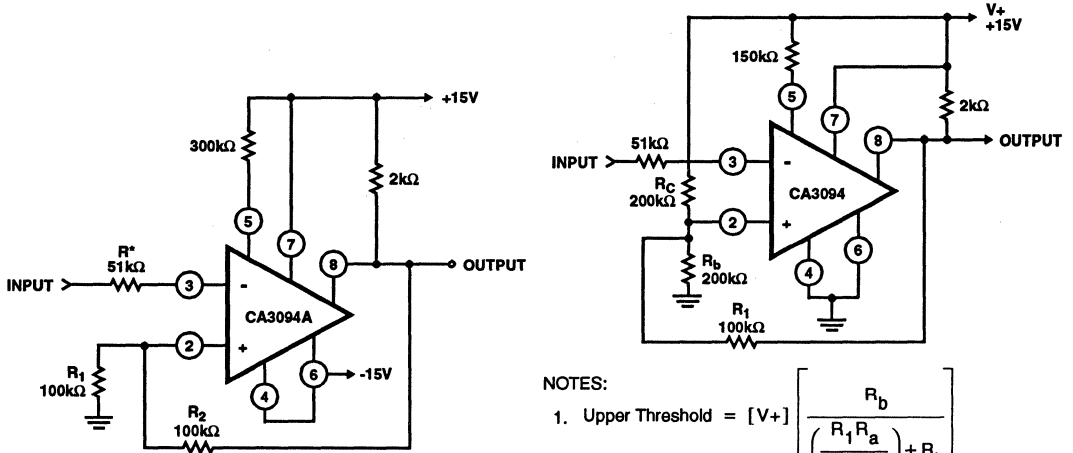 +15V
300kΩ
2kΩ
5
7
8
OUTPUT
R*
51kΩ
INPUT
3
-
CA3094A
2
+
R1
100kΩ
4
6
-15V
R2
100kΩ
V+
+15V
150kΩ
5
7
2kΩ
8
OUTPUT
51kΩ
INPUT
3
-
RC
200kΩ
CA3094
2
+
Rb
200kΩ
4
6
R1
100kΩ
NOTES:
1. Upper Threshold = [V+] [ Rb
( R1Ra ) + R